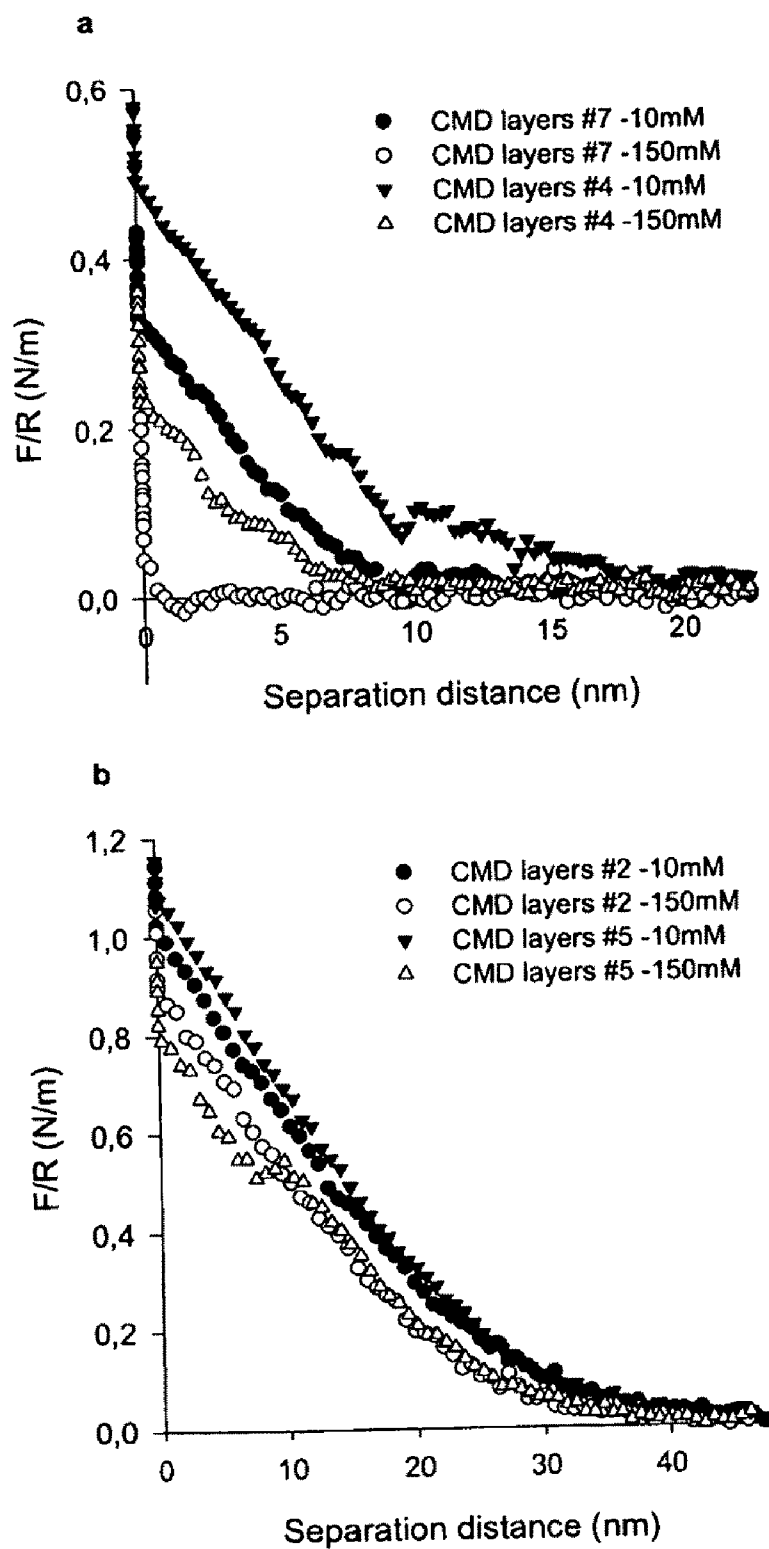 a
0,6
0,4
0,2
0,0
F/R (N/m)
CMD layers #7 -10mM
CMD layers #7 -150mM
CMD layers #4 -10mM
CMD layers #4 -150mM
0
5
10
15
20
Separation distance (nm)
b
1,2
1,0
0,8
0,6
0,4
0,2
0,0
F/R (N/m)
CMD layers #2 -10mM
CMD layers #2 -150mM
CMD layers #5 -10mM
CMD layers #5 -150mM
0
10
20
30
40
Separation distance (nm)